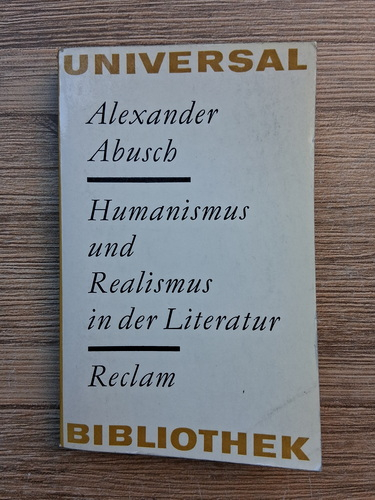 UNIVERSAL
Alexander
Abusch
Humanismus
und
Realismus
in der Literatur
Reclam
BIBLIOTHEK